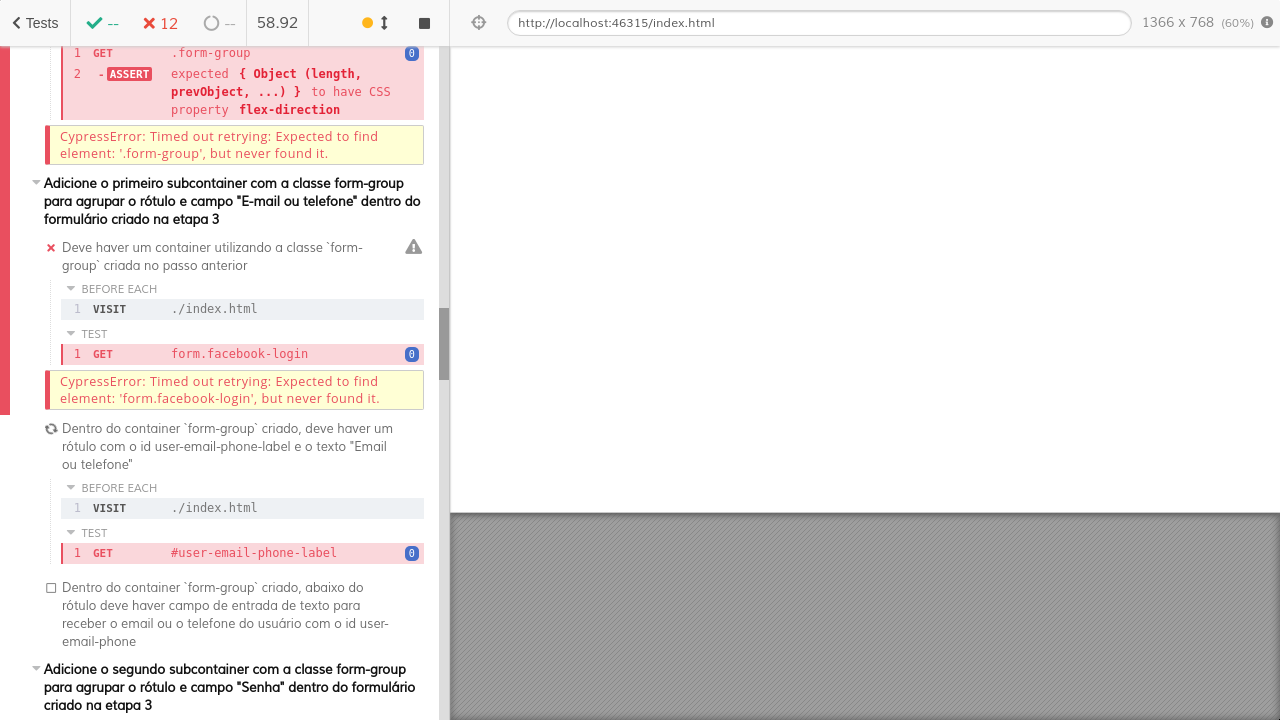 Tests -- 12 -- 58.92 http://localhost:46315/index.html 1366 x 768 (60%)
1 GET .form-group 0
2 -ASSERT expected { Object (length,
prevObject, ...) } to have CSS
property flex-direction
CypressError: Timed out retrying: Expected to find
element: '.form-group', but never found it.
Adicione o primeiro subcontainer com a classe form-group
para agrupar o rótulo e campo "E-mail ou telefone" dentro do
formulário criado na etapa 3
Deve haver um container utilizando a classe `form-
group` criada no passo anterior
BEFORE EACH
1 VISIT ./index.html
TEST
1 GET form.facebook-login 0
CypressError: Timed out retrying: Expected to find
element: 'form.facebook-login', but never found it.
Dentro do container `form-group` criado, deve haver um
rótulo com o id user-email-phone-label e o texto "Email
ou telefone"
BEFORE EACH
1 VISIT ./index.html
TEST
1 GET #user-email-phone-label 0
Dentro do container `form-group` criado, abaixo do
rótulo deve haver campo de entrada de texto para
receber o email ou o telefone do usuário com o id user-
email-phone
Adicione o segundo subcontainer com a classe form-group
para agrupar o rótulo e campo "Senha" dentro do formulário
criado na etapa 3